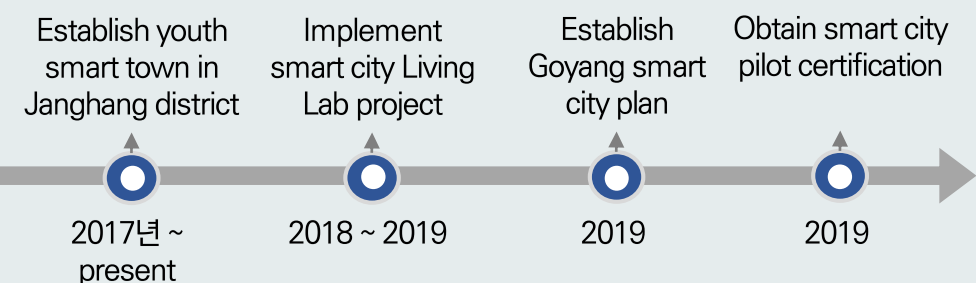 Establish youth
smart town in
Janghang district
Implement
smart city Living
Lab project
Establish
Goyang smart
city plan
Obtain smart city
pilot certification
2017년 ~
present
2018 ~ 2019
2019
2019